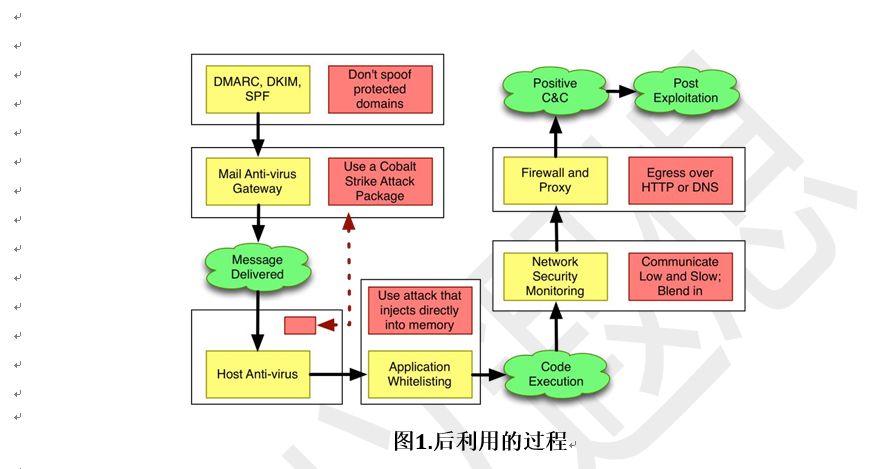 DMARC, DKIM,
SPF
Don't spoof
protected
domains
Mail Anti-virus
Gateway
Use a Cobalt
Strike Attack
Package
Message
Delivered
Host Anti-virus
Use attack that
injects directly
into memory
Application
Whitelisting
Code
Execution
Network
Security
Monitoring
Communicate
Low and Slow;
Blend in
Firewall and
Proxy
Egress over
HTTP or DNS
Positive
C&C
Post
Exploitation
图1.后利用的过程